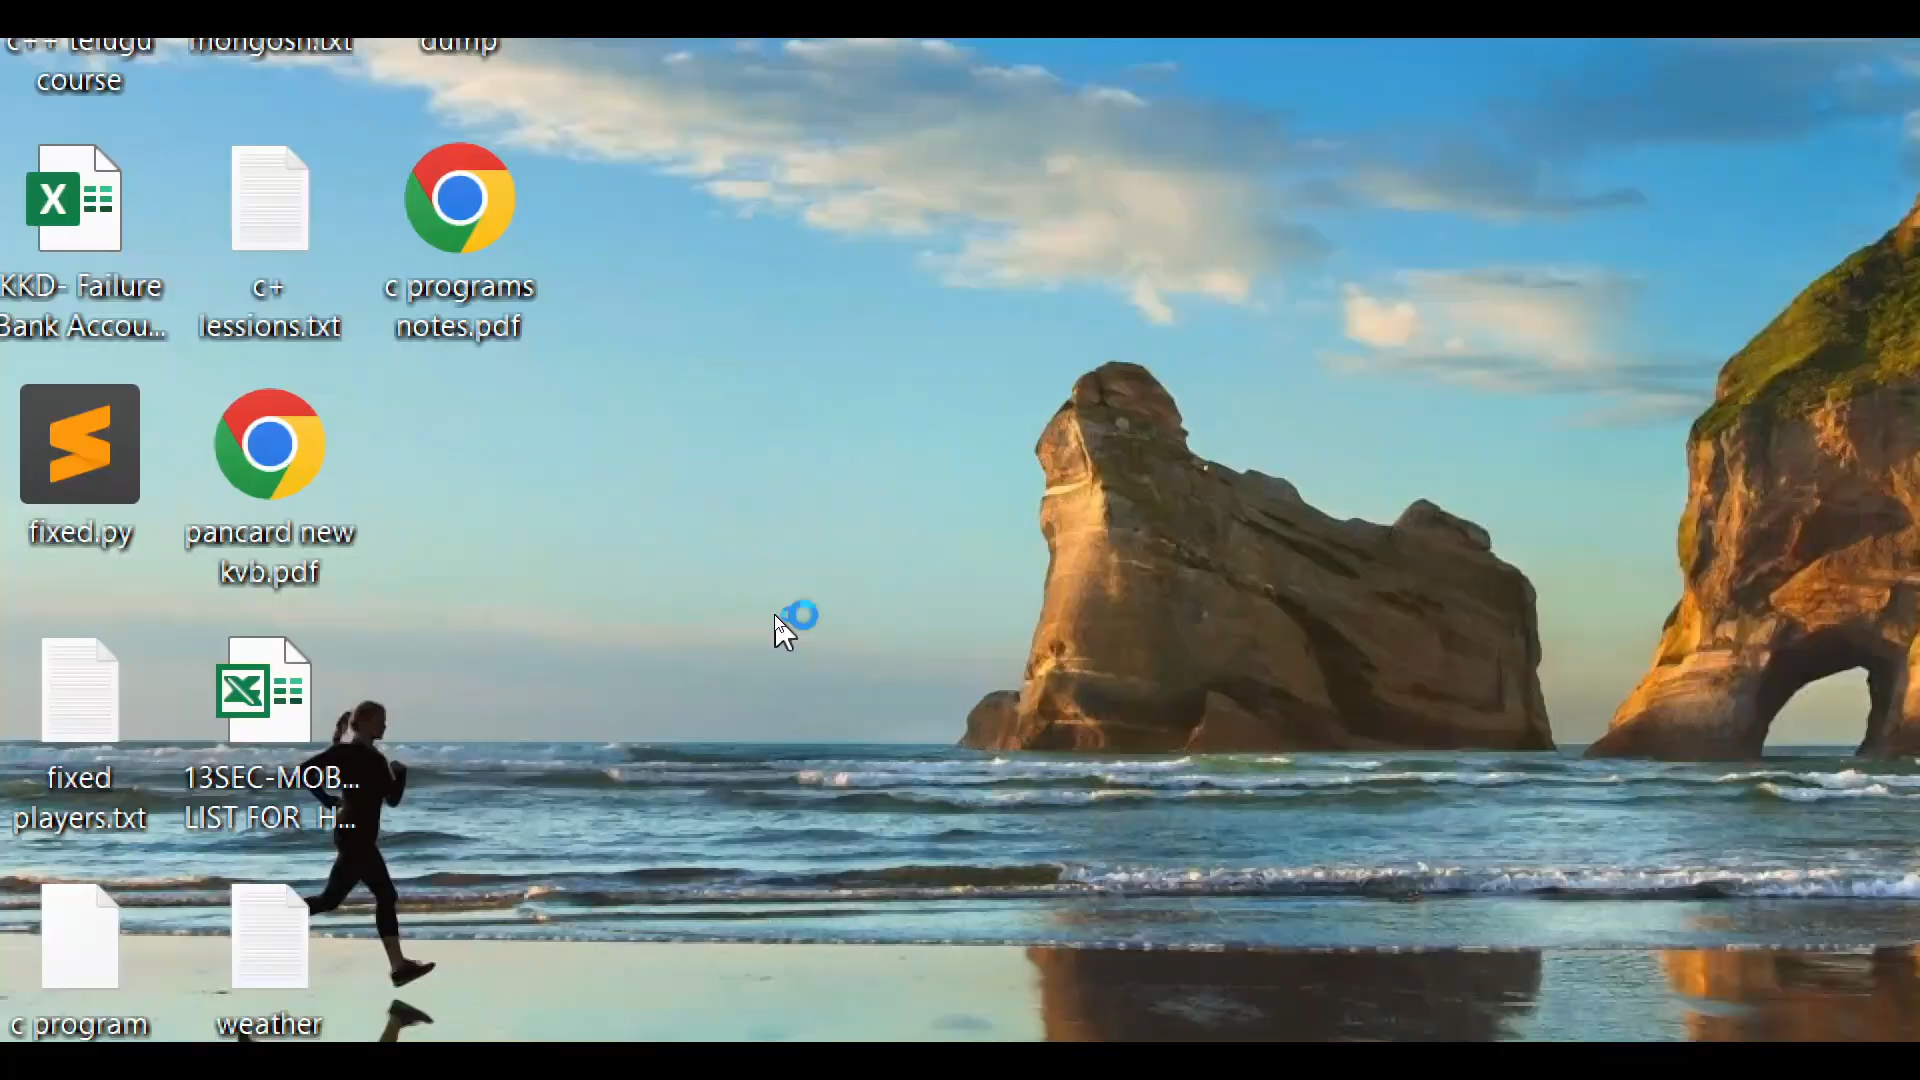 c++ telugu
course
mongosh.txt
dump
KKD- Failure
Bank Accou...
c+
lessions.txt
c programs
notes.pdf
fixed.py
pancard new
kvb.pdf
fixed
players.txt
13SEC-MOB...
LIST FOR H...
c program
weather